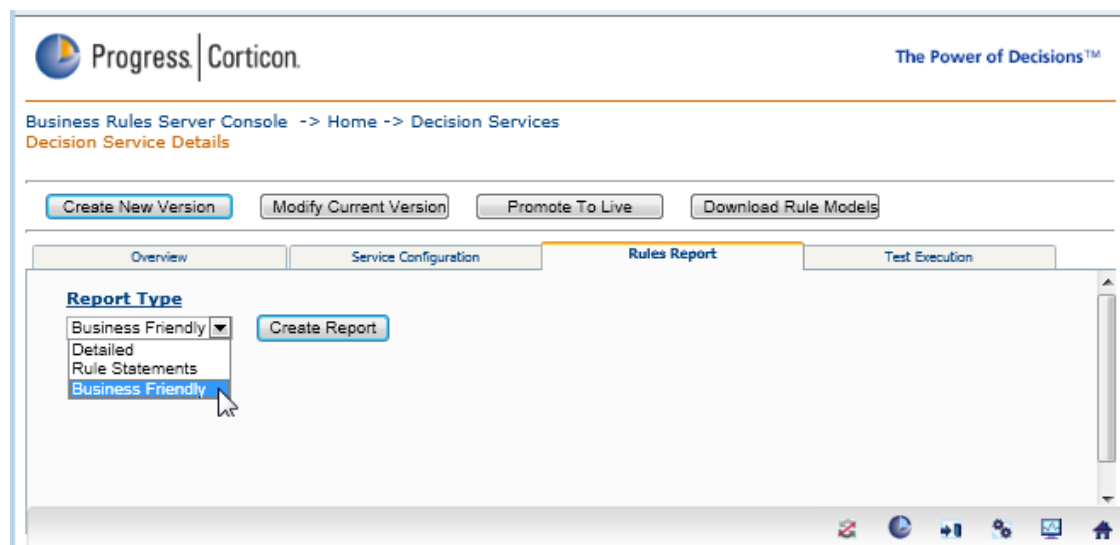 Progress. Corticon.
The Power of Decisions™
Business Rules Server Console -> Home -> Decision Services
Decision Service Details
Create New Version Modify Current Version Promote To Live Download Rule Models
Overview Service Configuration Rules Report Test Execution
Report Type
Business Friendly Create Report
Detailed
Rule Statements
Business Friendly